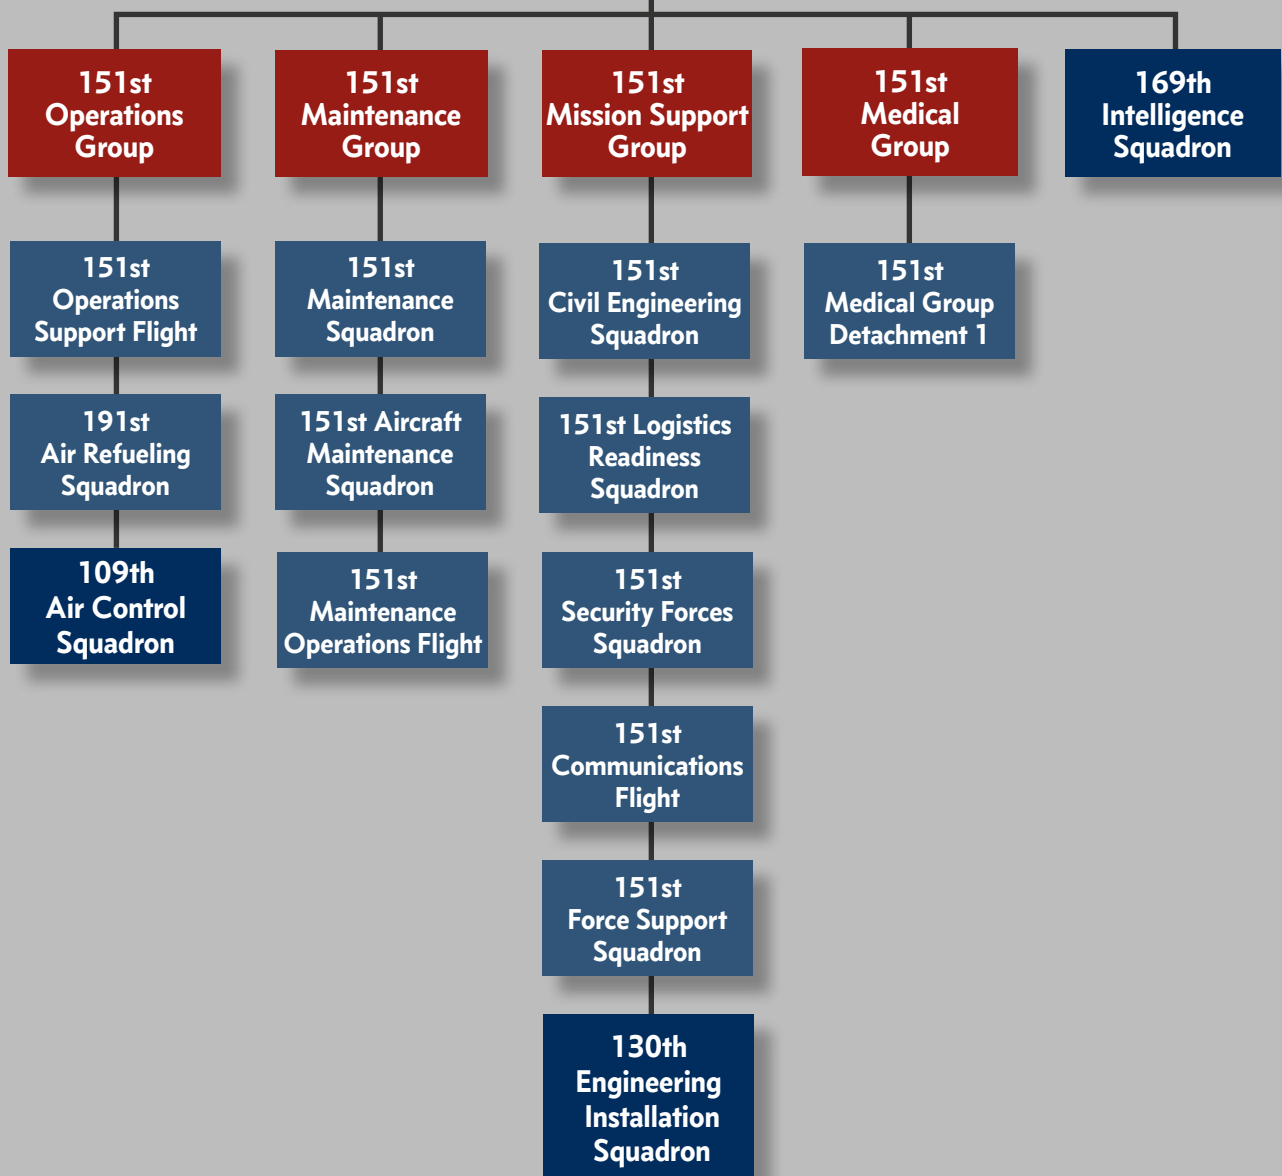 151st
Operations
Group
151st
Maintenance
Group
151st
Mission Support
Group
151st
Medical
Group
169th
Intelligence
Squadron
151st
Operations
Support Flight
151st
Maintenance
Squadron
151st
Civil Engineering
Squadron
151st
Medical Group
Detachment 1
191st
Air Refueling
Squadron
151st Aircraft
Maintenance
Squadron
151st Logistics
Readiness
Squadron
109th
Air Control
Squadron
151st
Maintenance
Operations Flight
151st
Security Forces
Squadron
151st
Communications
Flight
151st
Force Support
Squadron
130th
Engineering
Installation
Squadron